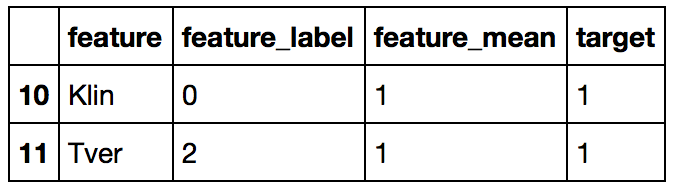 feature feature_label feature_mean target
10 Klin 0 1 1
11 Tver 2 1 1